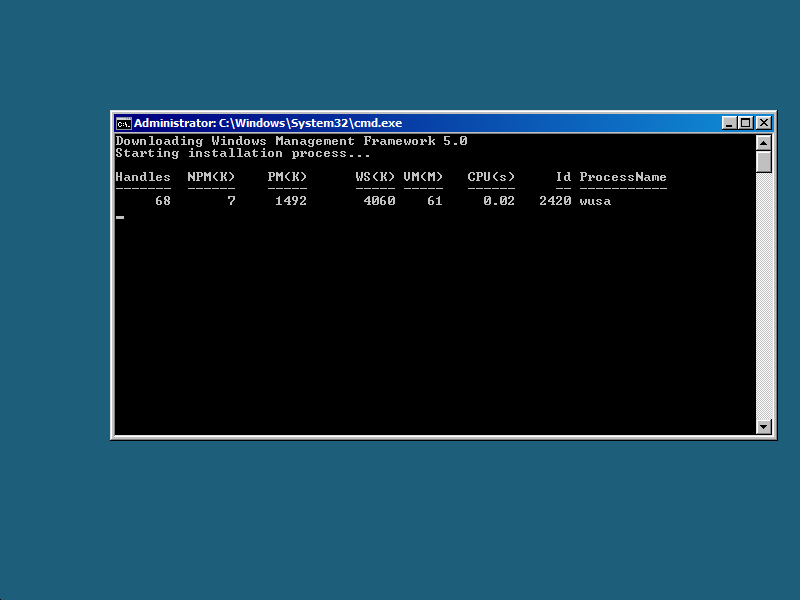 Administrator: C:\Windows\System32\cmd.exe
Downloading Windows Management Framework 5.0
Starting installation process...
Handles  NPM(K)    PM(K)      WS(K) VM(M)   CPU(s)     Id ProcessName
-------  ------    -----      ----- -----   ------     -- -----------
     68       7     1492       4060    61     0.02   2420 wusa